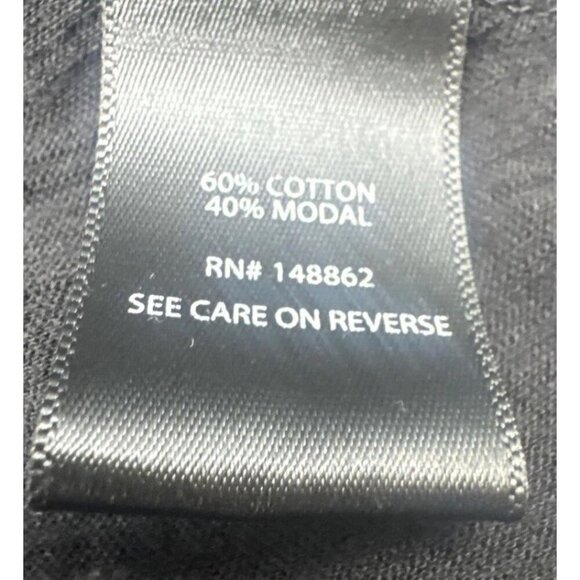 60% COTTON
40% MODAL
RN# 148862
SEE CARE ON REVERSE